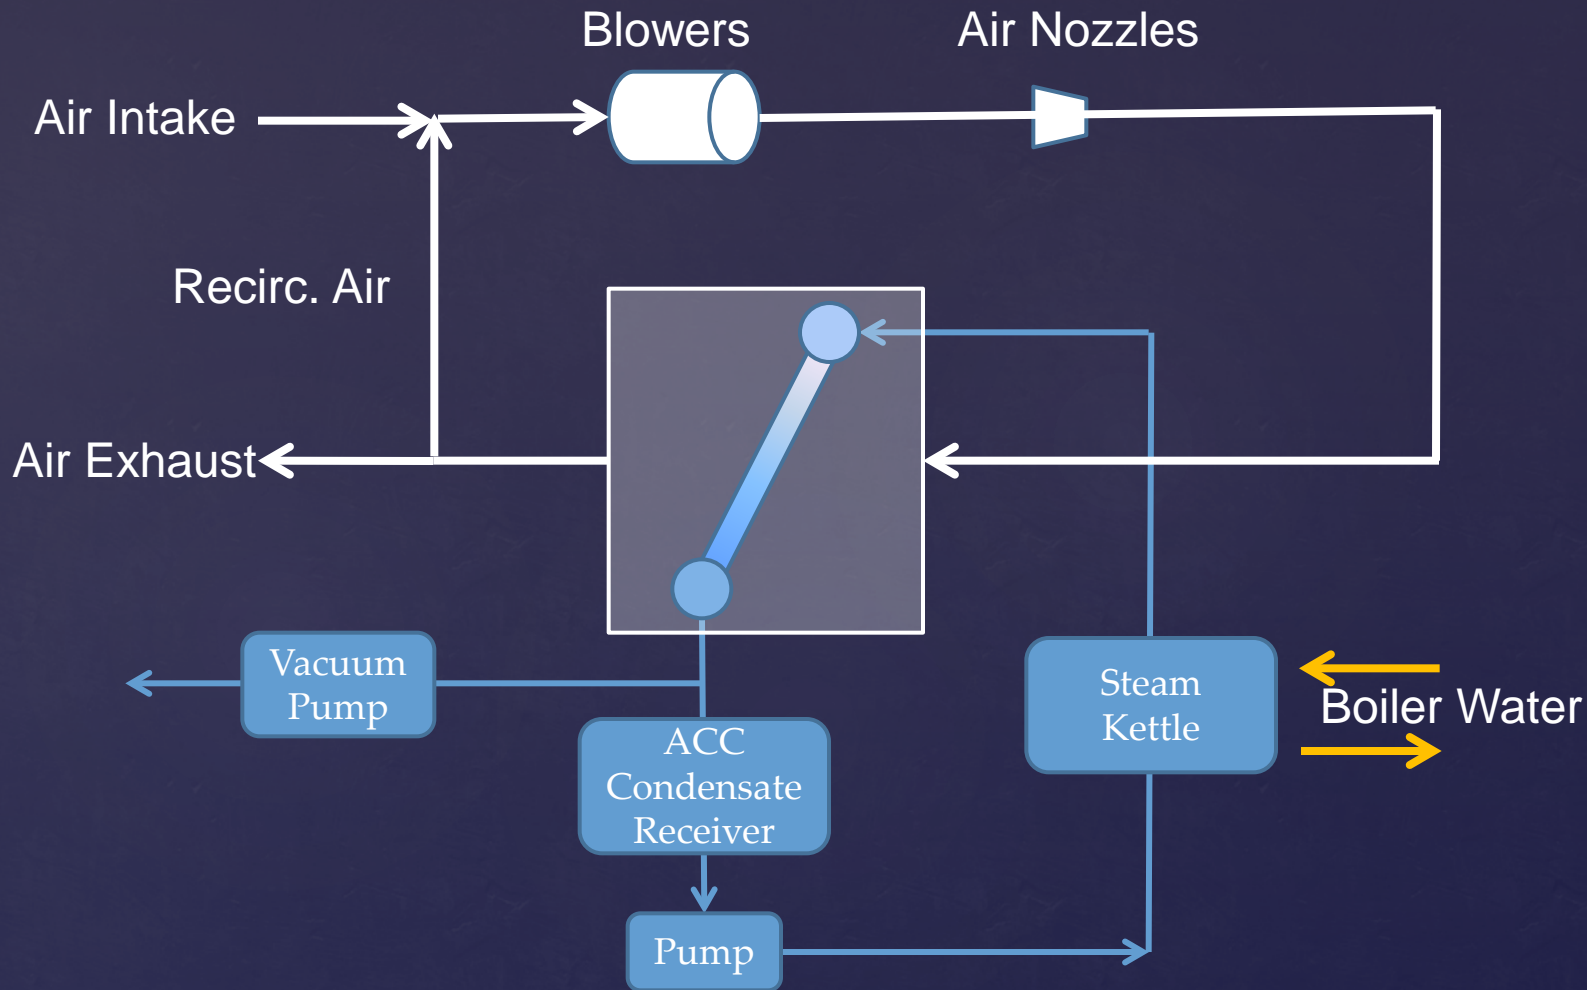 Blowers
Air Nozzles
Air Intake
Recirc. Air
Air Exhaust
Vacuum
Pump
Steam
Kettle
Boiler Water
ACC
Condensate
Receiver
Pump